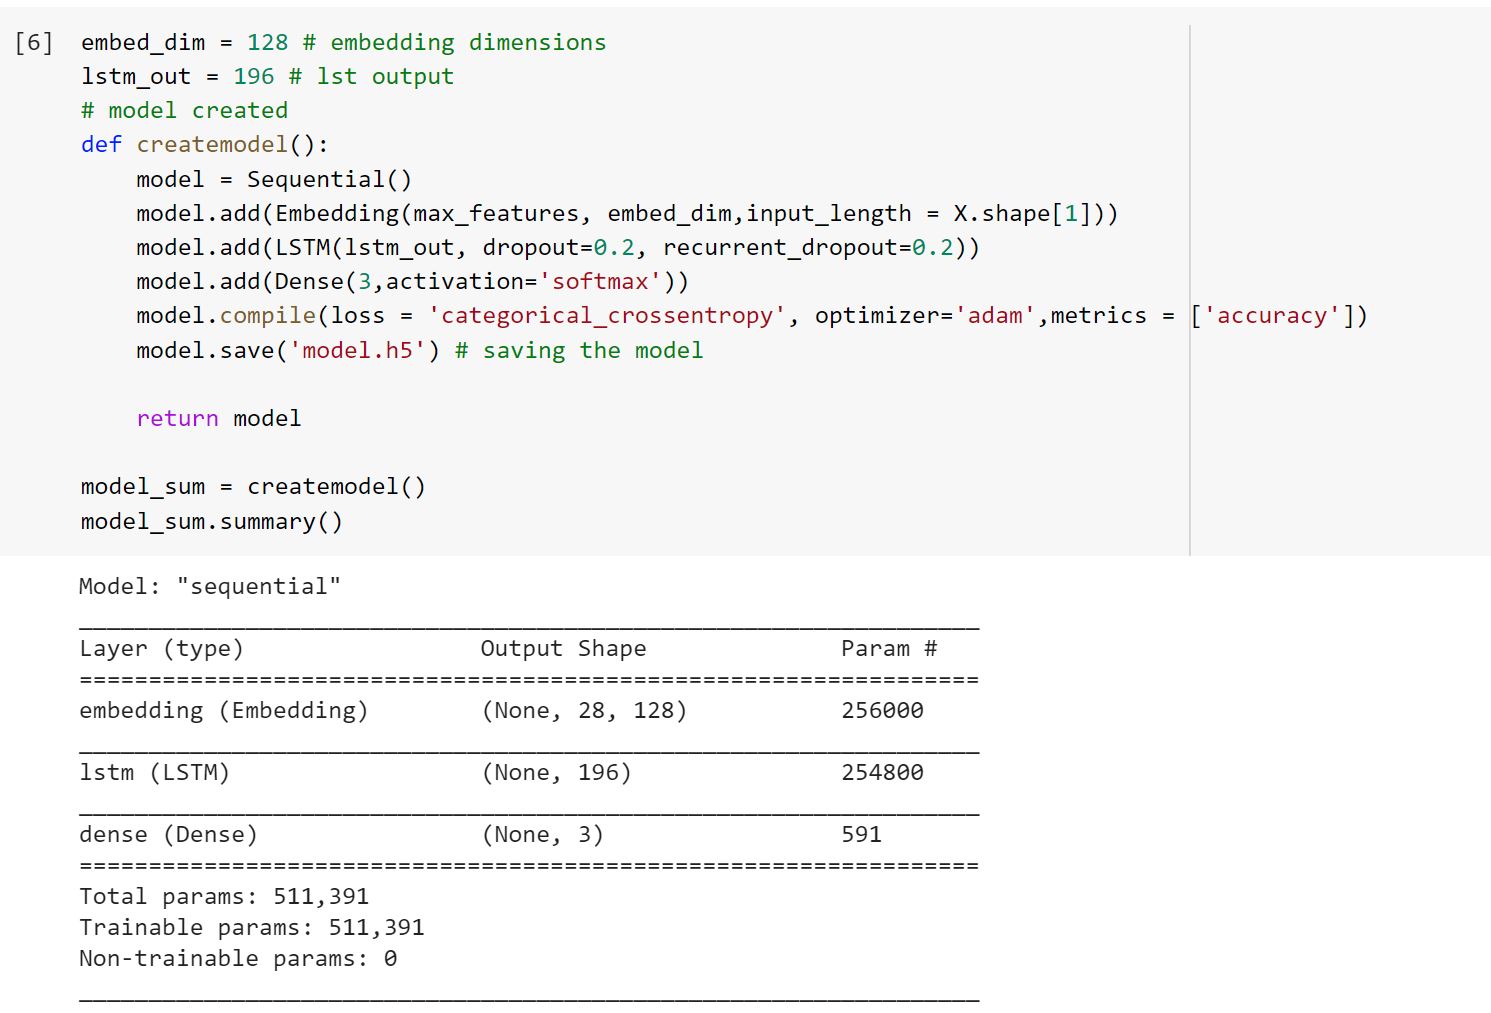 [6] embed_dim = 128 # embedding dimensions
lstm_out = 196 # lst output
# model created
def createmodel():
    model = Sequential()
    model.add(Embedding(max_features, embed_dim,input_length = X.shape[1]))
    model.add(LSTM(lstm_out, dropout=0.2, recurrent_dropout=0.2))
    model.add(Dense(3,activation='softmax'))
    model.compile(loss = 'categorical_crossentropy', optimizer='adam',metrics = ['accuracy'])
    model.save('model.h5') # saving the model
    return model
model_sum = createmodel()
model_sum.summary()
Model: "sequential"
_________________________________________________________________
Layer (type)                 Output Shape              Param #
=================================================================
embedding (Embedding)        (None, 28, 128)           256000
_________________________________________________________________
lstm (LSTM)                  (None, 196)               254800
_________________________________________________________________
dense (Dense)                (None, 3)                 591
=================================================================
Total params: 511,391
Trainable params: 511,391
Non-trainable params: 0
_________________________________________________________________